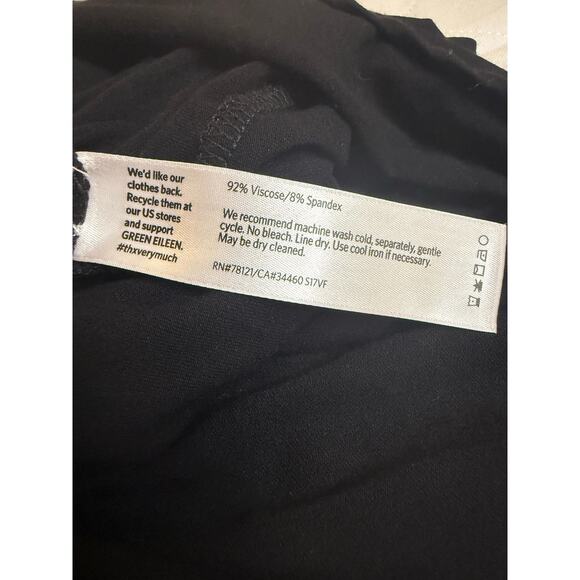 We'd like our
clothes back.
Recycle them at
our US stores
and support
GREEN EILEEN.
#thxverymuch
92% Viscose/8% Spandex
We recommend machine wash cold, separately, gentle
cycle. No bleach. Line dry. Use cool iron if necessary.
May be dry cleaned.
RN#78121/CA#34460 S17VF